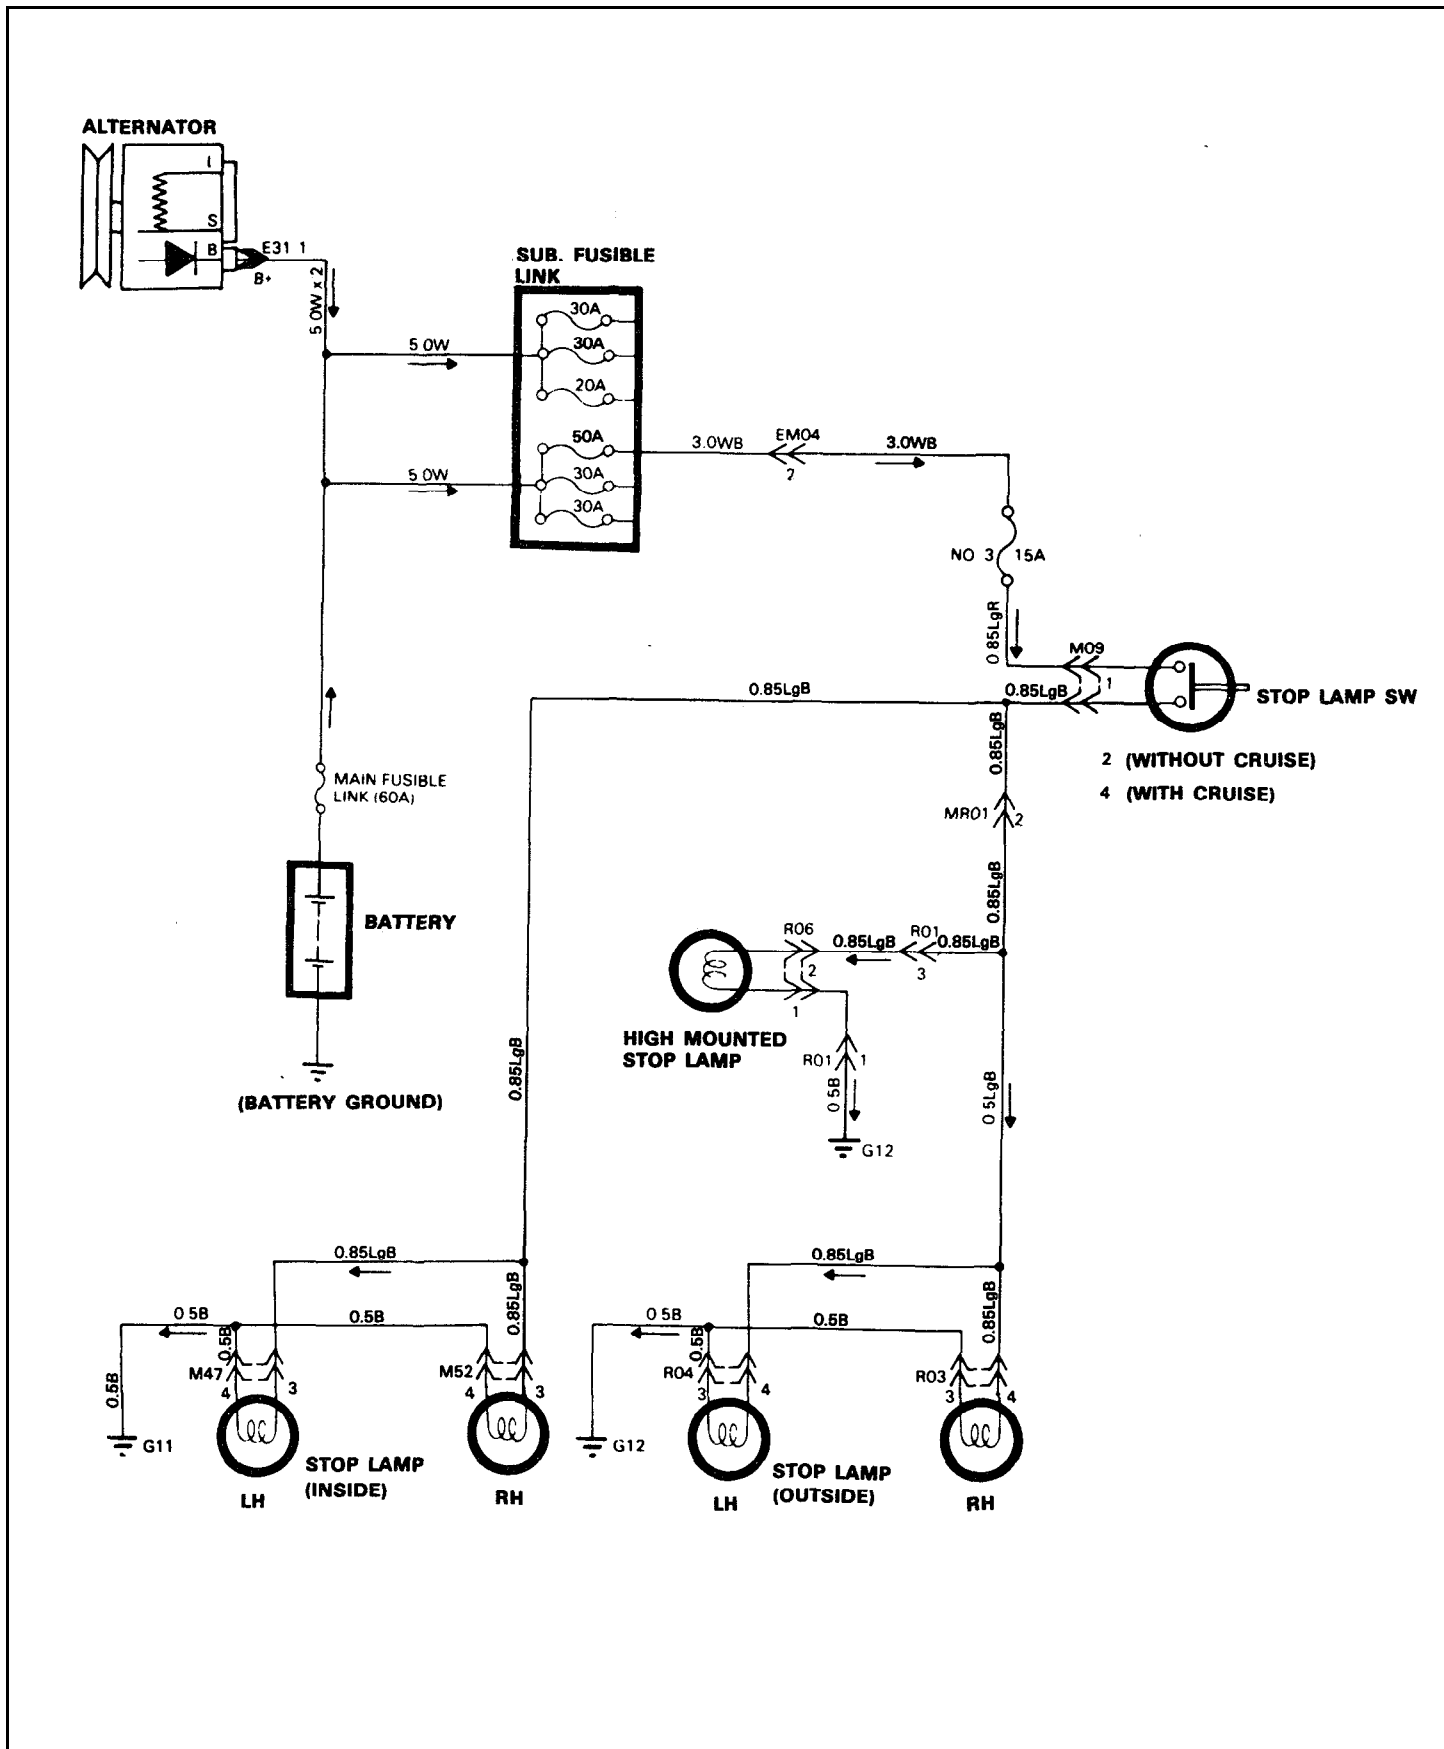 ALTERNATOR
I
S
B
E31 1
B+
5 0W x 2
SUB. FUSIBLE
LINK
30A
30A
20A
50A
30A
30A
5 0W
5 0W
3.0WB
EM04
2
3.0WB
NO 3
15A
0 85LgR
M09
1
0.85LgB
0.85LgB
STOP LAMP SW
2 (WITHOUT CRUISE)
4 (WITH CRUISE)
0.85LgB
MR01
2
0.85LgB
MAIN FUSIBLE
LINK (60A)
BATTERY
(BATTERY GROUND)
R06
0.85LgB
R01
0.85LgB
2
3
1
HIGH MOUNTED
STOP LAMP
R01
1
0 5B
G12
0.85LgB
0 5LgB
0.85LgB
0.85LgB
0.85LgB
0.85LgB
0 5B
0.5B
0.5B
0.5B
M47
4
3
M52
4
3
G11
STOP LAMP
(INSIDE)
LH
RH
0 5B
0.5B
0.5B
R04
3
4
R03
3
4
G12
STOP LAMP
(OUTSIDE)
LH
RH